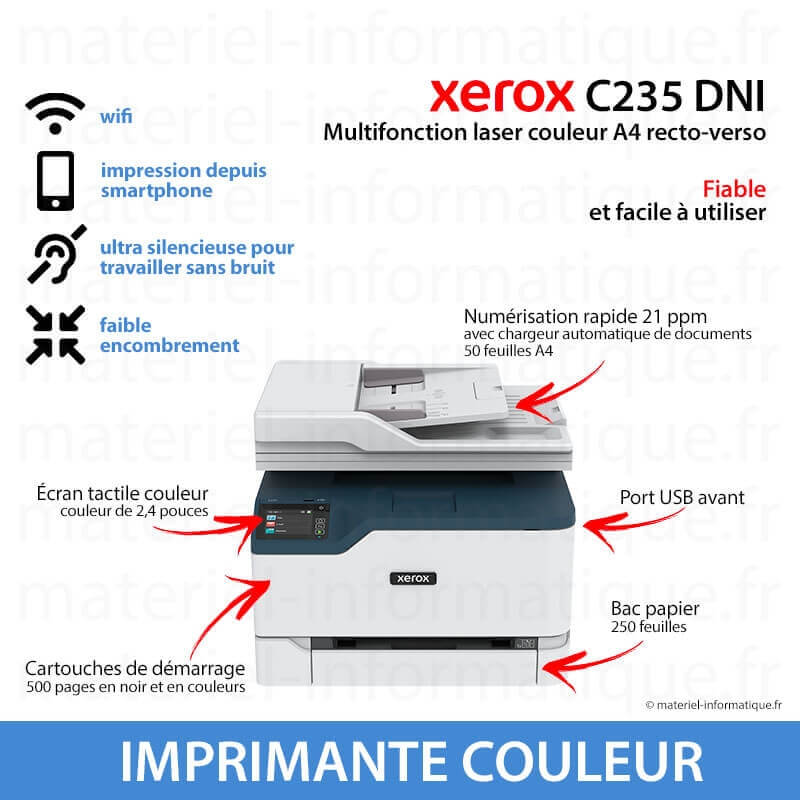 xerox C235 DNI
Multifonction laser couleur A4 recto-verso
Fiable
et facile à utiliser
wifi
impression depuis
smartphone
ultra silencieuse pour
travailler sans bruit
faible
encombrement
Numérisation rapide 21 ppm
avec chargeur automatique de documents
50 feuilles A4
Écran tactile couleur
couleur de 2,4 pouces
Port USB avant
xerox
Bac papier
250 feuilles
Cartouches de démarrage
500 pages en noir et en couleurs
© materiel-informatique.fr
IMPRIMANTE COULEUR
materiel-informatique.fr